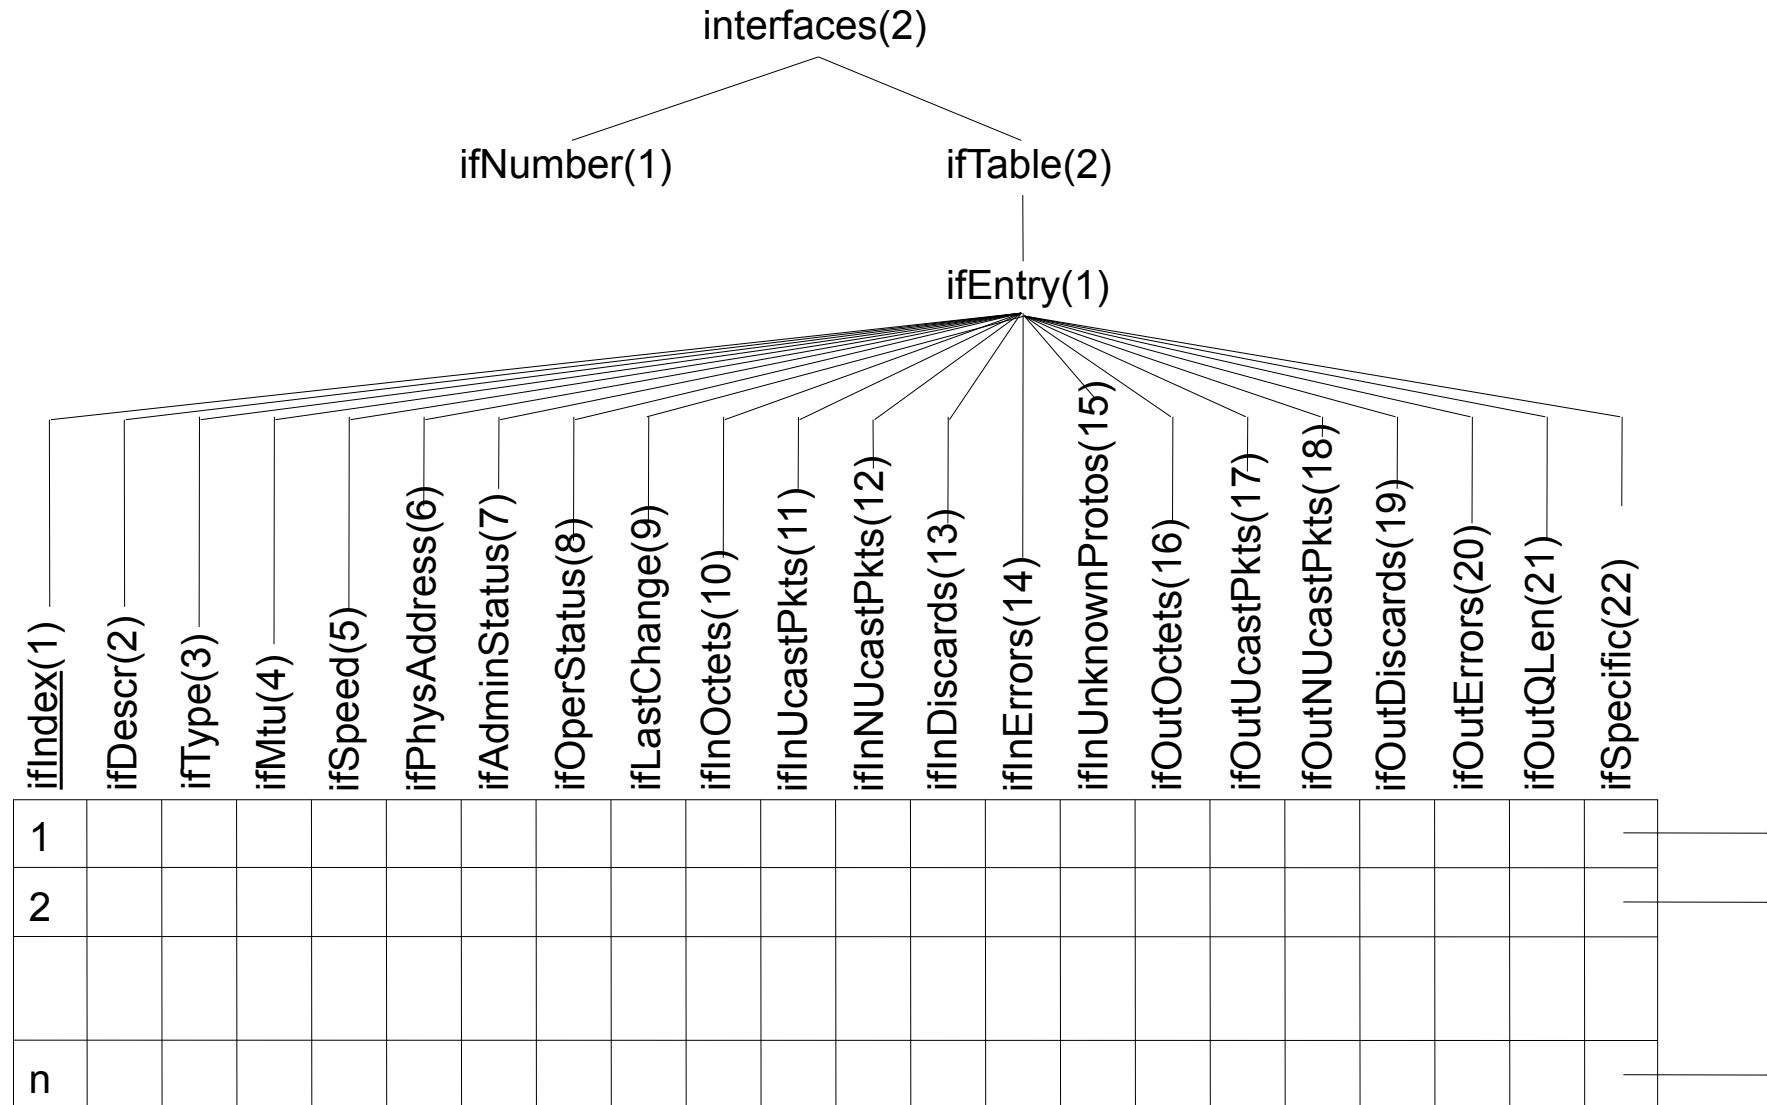 interfaces(2)
ifNumber(1)
ifTable(2)
ifEntry(1)
ifIndex(1)
ifDescr(2)
ifType(3)
ifMtu(4)
ifSpeed(5)
ifPhysAddress(6)
ifAdminStatus(7)
ifOperStatus(8)
ifLastChange(9)
ifInOctets(10)
ifInUcastPkts(11)
ifInNUcastPkts(12)
ifInDiscards(13)
ifInErrors(14)
ifInUnknownProtos(15)
ifOutOctets(16)
ifOutUcastPkts(17)
ifOutNUcastPkts(18)
ifOutDiscards(19)
ifOutErrors(20)
ifOutQLen(21)
ifSpecific(22)
1
2
n